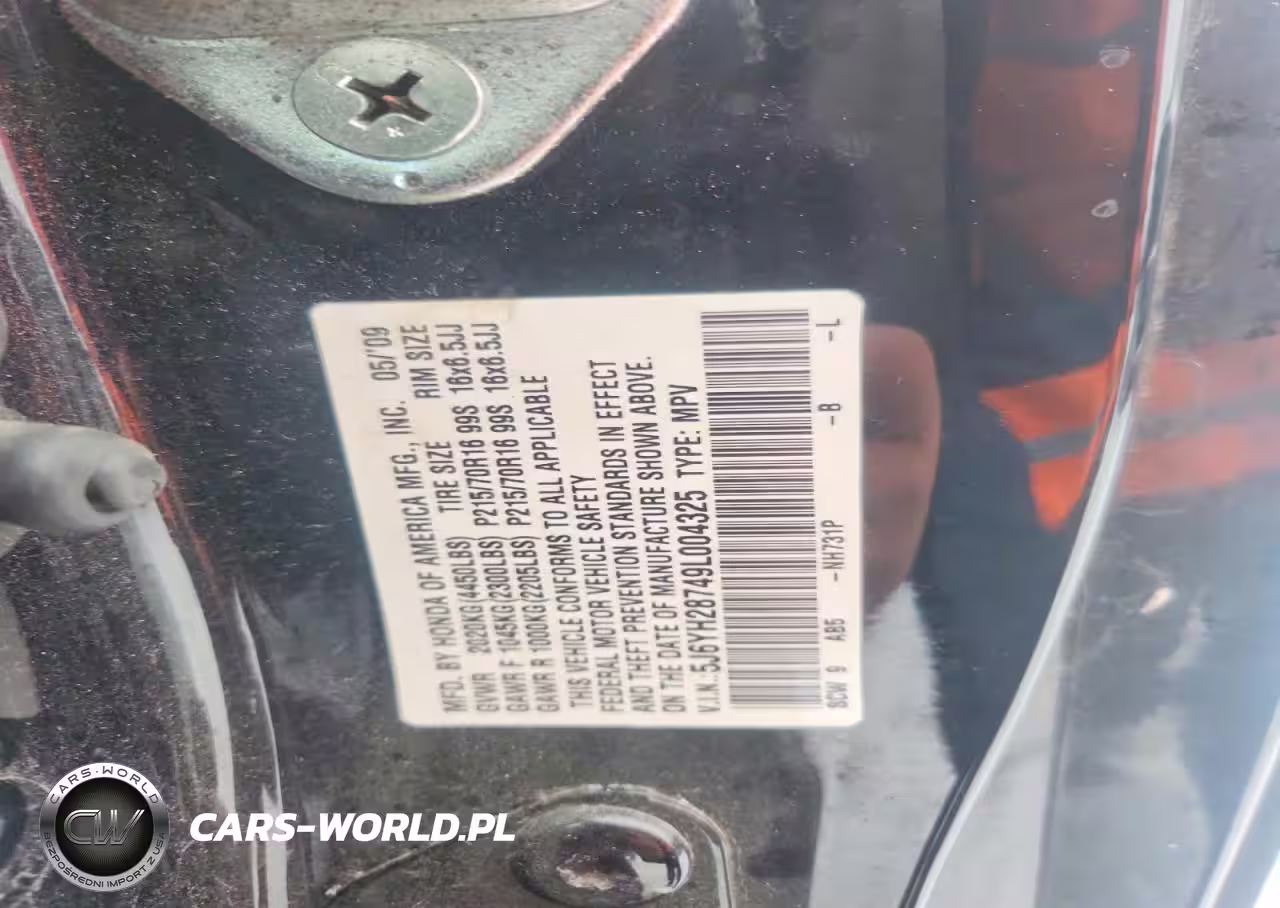 MFD. BY HONDA OF AMERICA MFG., INC. 05/'09
GVWR 2020KG(4450LBS) TIRE SIZE RIM SIZE
GAWR F 1045KG(2300LBS) P215/70R16 99S 16x6.5JJ
GAWR R 1000KG(2205LBS) P215/70R16 99S 16x6.5JJ
THIS VEHICLE CONFORMS TO ALL APPLICABLE
FEDERAL MOTOR VEHICLE SAFETY
AND THEFT PREVENTION STANDARDS IN EFFECT
ON THE DATE OF MANUFACTURE SHOWN ABOVE.
V.I.N.:5J6YH28749L004325 TYPE: MPV
SCW 9 AB5 -NH731P -B -L
CARS-WORLD
CW
BEZPOŚREDNI IMPORT Z USA
CARS-WORLD.PL